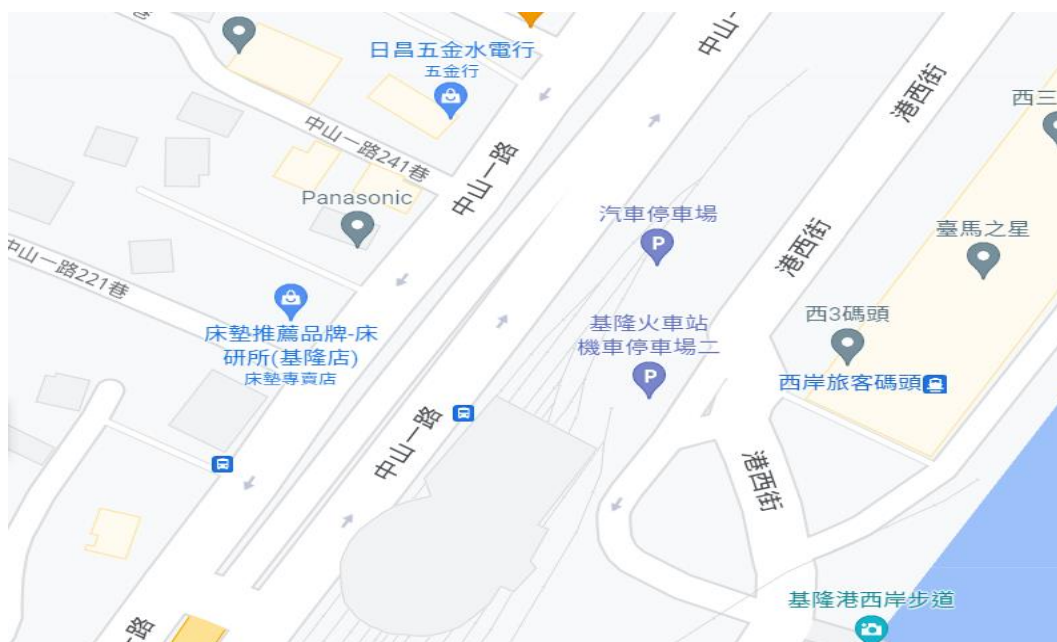 巷
中山一路
港西街
日昌五金水電行
五金行
西三
中山一路241巷
中山一路
Panasonic
汽車停車場
P
臺馬之星
港西街
中山一路221巷
床墊推薦品牌-床
研所(基隆店)
床墊專賣店
基隆火車站
機車停車場二
P
西3碼頭
西岸旅客碼頭
中山一路
港西街
基隆港西岸步道
一路